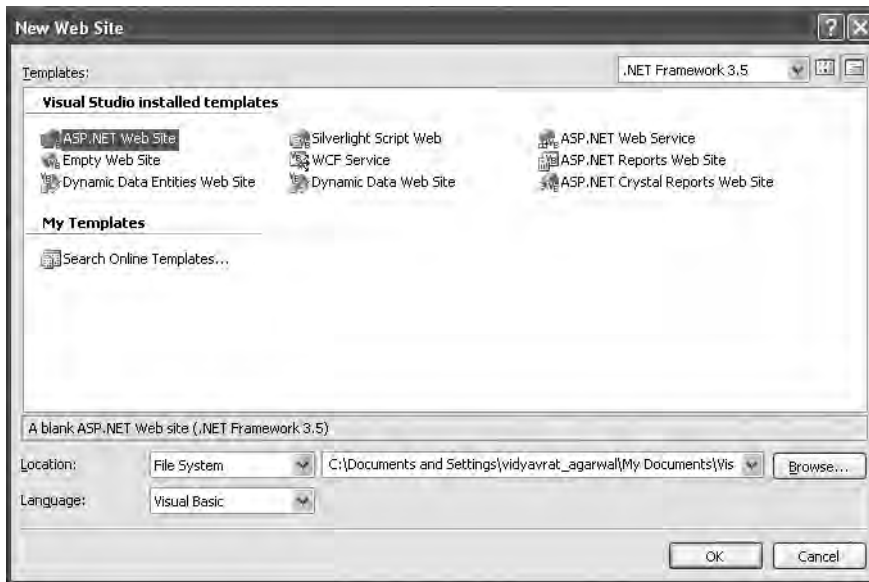 New Web Site
Templates:
.NET Framework 3.5
Visual Studio installed templates
ASP.NET Web Site
Silverlight Script Web
ASP.NET Web Service
Empty Web Site
WCF Service
ASP.NET Reports Web Site
Dynamic Data Entities Web Site
Dynamic Data Web Site
ASP.NET Crystal Reports Web Site
My Templates
Search Online Templates...
A blank ASP.NET Web site (.NET Framework 3.5)
Location:
File System
C:\Documents and Settings\vidyavrat_agarwal\My Documents\Vis
Browse...
Language:
Visual Basic
OK
Cancel